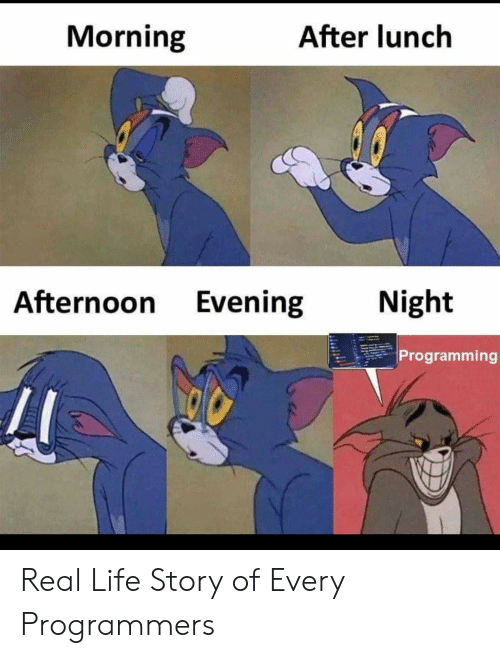 Morning
After lunch
Afternoon
Evening
Night
Programming
Real Life Story of Every
Programmers